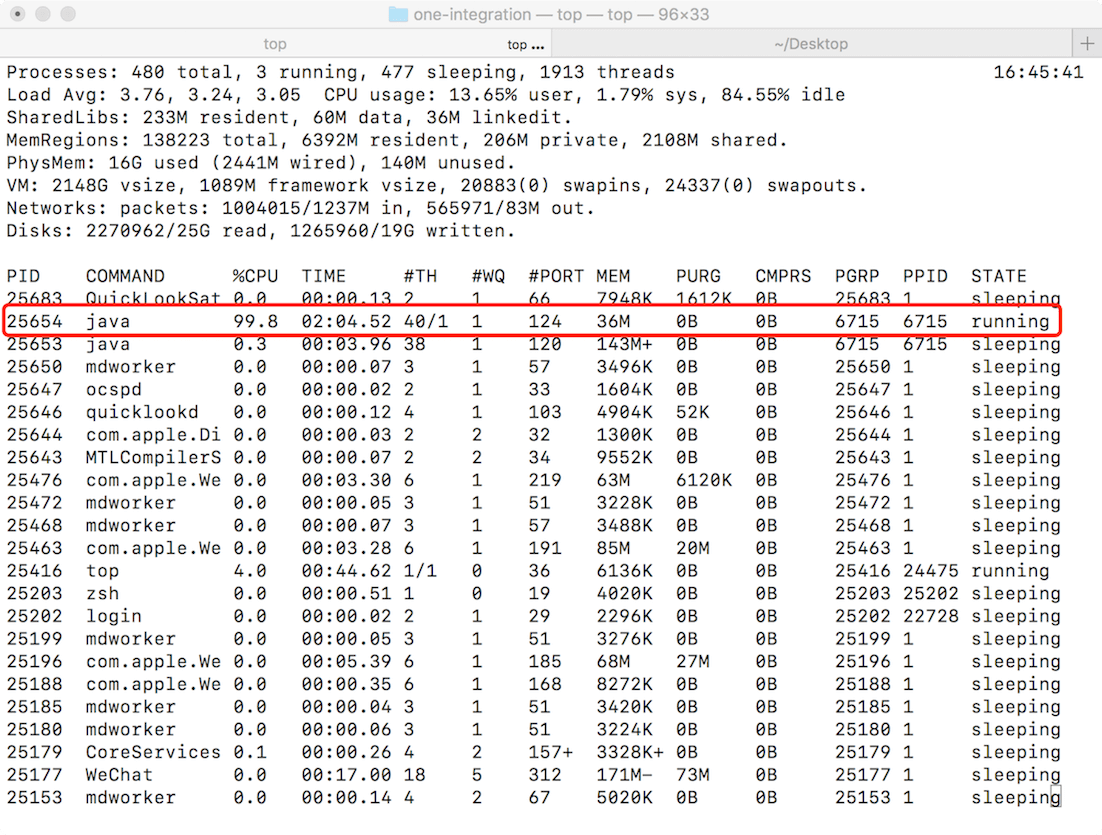 one-integration — top — top — 96×33
top top ... ~/Desktop +
Processes: 480 total, 3 running, 477 sleeping, 1913 threads 16:45:41
Load Avg: 3.76, 3.24, 3.05 CPU usage: 13.65% user, 1.79% sys, 84.55% idle
SharedLibs: 233M resident, 60M data, 36M linkedit.
MemRegions: 138223 total, 6392M resident, 206M private, 2108M shared.
PhysMem: 16G used (2441M wired), 140M unused.
VM: 2148G vsize, 1089M framework vsize, 20883(0) swapins, 24337(0) swapouts.
Networks: packets: 1004015/1237M in, 565971/83M out.
Disks: 2270962/25G read, 1265960/19G written.
PID COMMAND %CPU TIME #TH #WQ #PORT MEM PURG CMPRS PGRP PPID STATE
25683 QuickLookSat 0.0 00:00.13 2 1 66 7948K 1612K 0B 25683 1 sleeping
25654 java 99.8 02:04.52 40/1 1 124 36M 0B 0B 6715 6715 running
25653 java 0.3 00:03.96 38 1 120 143M+ 0B 0B 6715 6715 sleeping
25650 mdworker 0.0 00:00.07 3 1 57 3496K 0B 0B 25650 1 sleeping
25647 ocspd 0.0 00:00.02 2 1 33 1604K 0B 0B 25647 1 sleeping
25646 quicklookd 0.0 00:00.12 4 1 103 4904K 52K 0B 25646 1 sleeping
25644 com.apple.Di 0.0 00:00.03 2 2 32 1300K 0B 0B 25644 1 sleeping
25643 MTLCompilerS 0.0 00:00.07 2 2 34 9552K 0B 0B 25643 1 sleeping
25476 com.apple.We 0.0 00:03.30 6 1 219 63M 6120K 0B 25476 1 sleeping
25472 mdworker 0.0 00:00.05 3 1 51 3228K 0B 0B 25472 1 sleeping
25468 mdworker 0.0 00:00.07 3 1 57 3488K 0B 0B 25468 1 sleeping
25463 com.apple.We 0.0 00:03.28 6 1 191 85M 20M 0B 25463 1 sleeping
25416 top 4.0 00:44.62 1/1 0 36 6136K 0B 0B 25416 24475 running
25203 zsh 0.0 00:00.51 1 0 19 4020K 0B 0B 25203 25202 sleeping
25202 login 0.0 00:00.02 2 1 29 2296K 0B 0B 25202 22728 sleeping
25199 mdworker 0.0 00:00.05 3 1 51 3276K 0B 0B 25199 1 sleeping
25196 com.apple.We 0.0 00:05.39 6 1 185 68M 27M 0B 25196 1 sleeping
25188 com.apple.We 0.0 00:00.35 6 1 168 8272K 0B 0B 25188 1 sleeping
25185 mdworker 0.0 00:00.04 3 1 51 3420K 0B 0B 25185 1 sleeping
25180 mdworker 0.0 00:00.06 3 1 51 3224K 0B 0B 25180 1 sleeping
25179 CoreServices 0.1 00:00.26 4 2 157+ 3328K+ 0B 0B 25179 1 sleeping
25177 WeChat 0.0 00:17.00 18 5 312 171M− 73M 0B 25177 1 sleeping
25153 mdworker 0.0 00:00.14 4 2 67 5020K 0B 0B 25153 1 sleeping